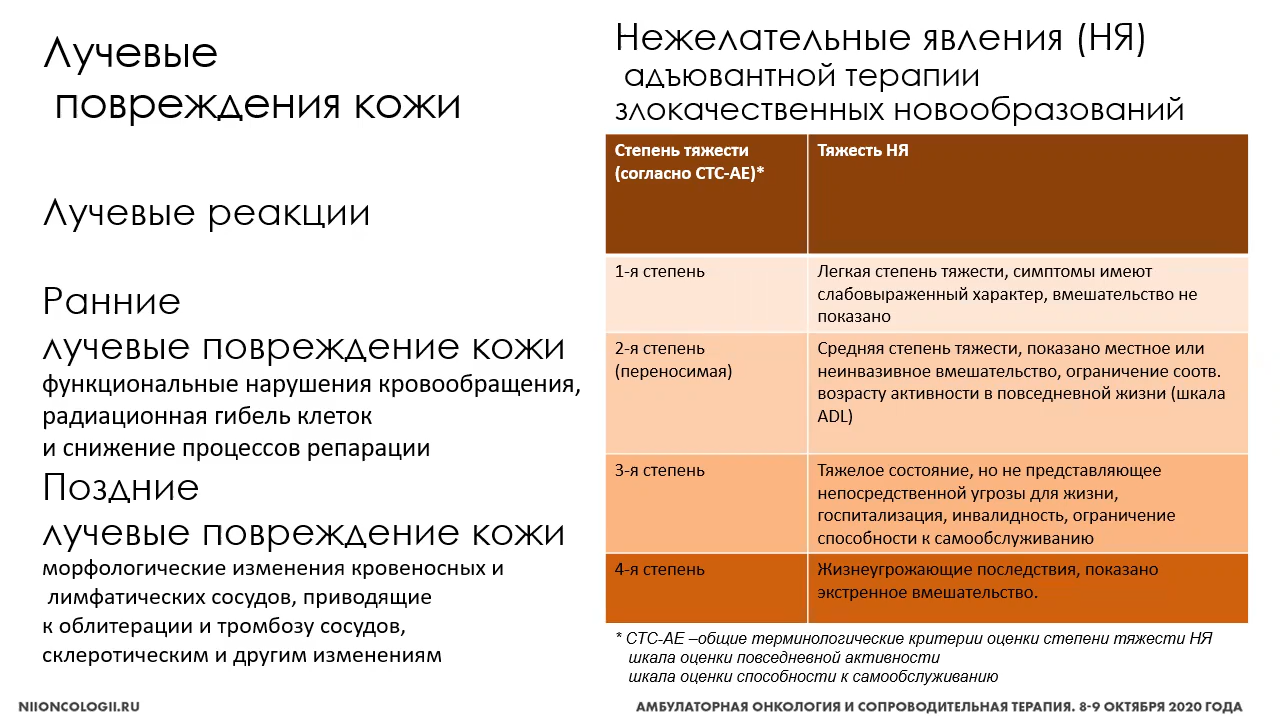 Лучевые
повреждения кожи
Лучевые реакции
Ранние
лучевые повреждение кожи
функциональные нарушения кровообращения,
радиационная гибель клеток
и снижение процессов репарации
Поздние
лучевые повреждение кожи
морфологические изменения кровеносных и
лимфатических сосудов, приводящие
к облитерации и тромбозу сосудов,
склеротическим и другим изменениям
Нежелательные явления (НЯ)
адъювантной терапии
злокачественных новообразований
Степень тяжести
(согласно СТС-АЕ)*
Тяжесть НЯ
1-я степень
Легкая степень тяжести, симптомы имеют
слабовыраженный характер, вмешательство не
показано
2-я степень
(переносимая)
Средняя степень тяжести, показано местное или
неинвазивное вмешательство, ограничение соотв.
возрасту активности в повседневной жизни (шкала
ADL)
3-я степень
Тяжелое состояние, но не представляющее
непосредственной угрозы для жизни,
госпитализация, инвалидность, ограничение
способности к самообслуживанию
4-я степень
Жизнеугрожающие последствия, показано
экстренное вмешательство.
* СТС-АЕ –общие терминологические критерии оценки степени тяжести НЯ
шкала оценки повседневной активности
шкала оценки способности к самообслуживанию
NIIONCOLOGII.RU
АМБУЛАТОРНАЯ ОНКОЛОГИЯ И СОПРОВОДИТЕЛЬНАЯ ТЕРАПИЯ. 8-9 ОКТЯБРЯ 2020 ГОДА